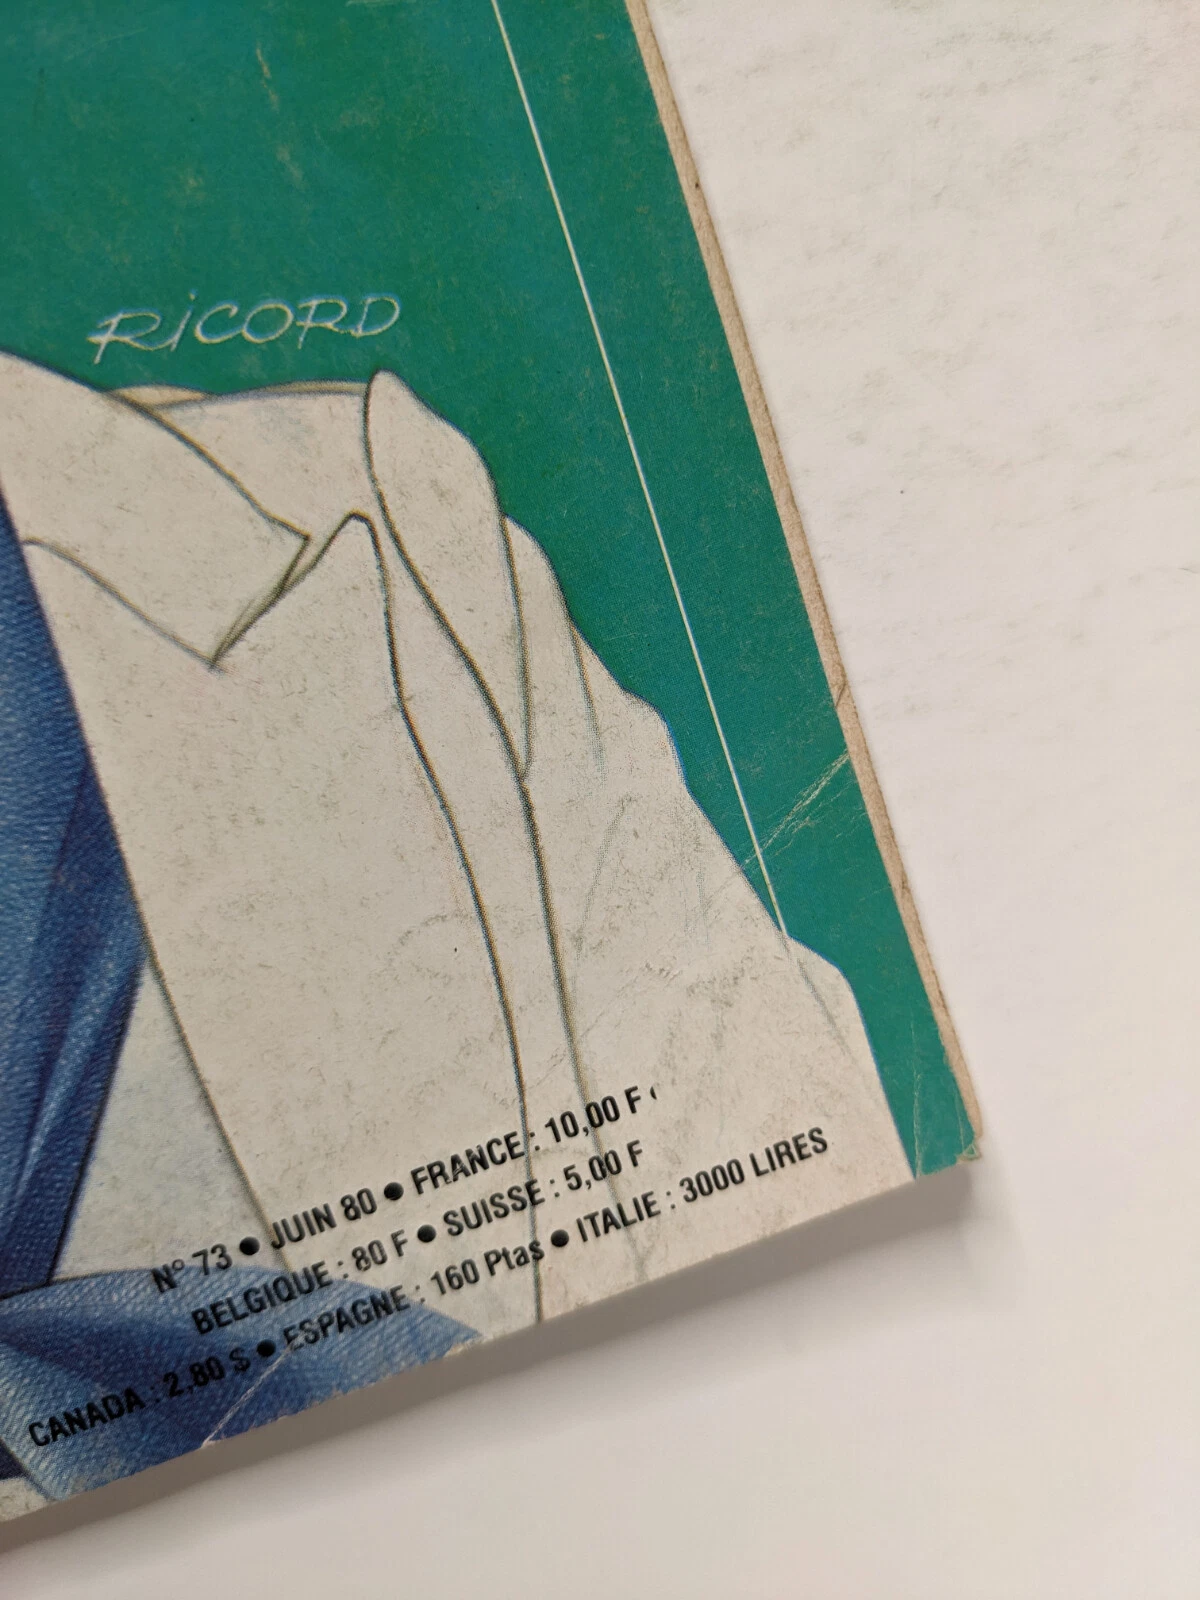 RiCORD
N° 73 ● JUIN 80 ● FRANCE : 10,00 F •
BELGIQUE : 80 F ● SUISSE : 5,00 F
CANADA : 2,80 $ ● ESPAGNE : 160 Ptas ● ITALIE : 3000 LIRES